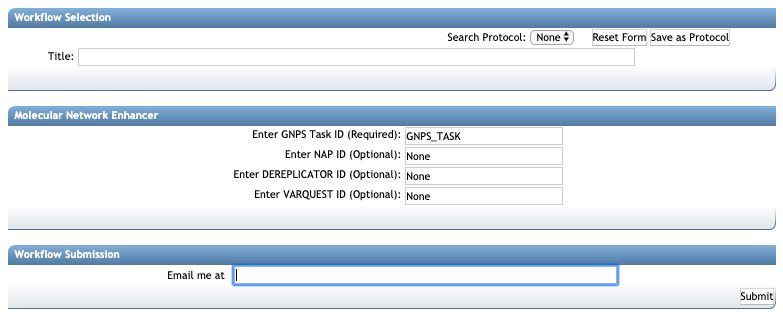 Workflow Selection
Search Protocol: None Reset Form Save as Protocol
Title:
Molecular Network Enhancer
Enter GNPS Task ID (Required): GNPS_TASK
Enter NAP ID (Optional): None
Enter DEREPLICATOR ID (Optional): None
Enter VARQUEST ID (Optional): None
Workflow Submission
Email me at
Submit